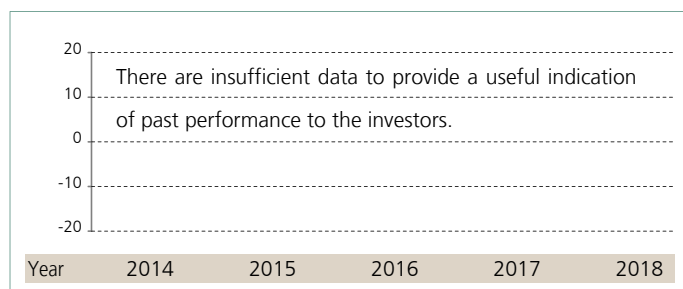 20
There are insufficient data to provide a useful indication
10
of past performance to the investors.
0
-10
-20
Year 2014 2015 2016 2017 2018